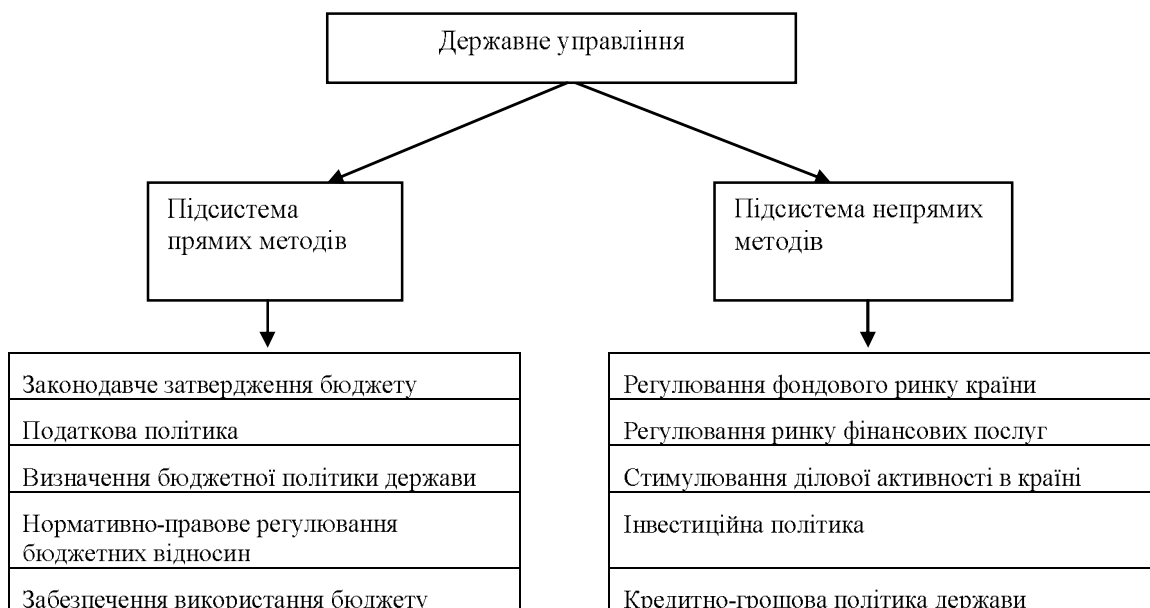 Державне управління
Підсистема
прямих методів
Підсистема непрямих
методів
Законодавче затвердження бюджету
Податкова політика
Визначення бюджетної політики держави
Нормативно-правове регулювання
бюджетних відносин
Забезпечення використання бюджету
Регулювання фондового ринку країни
Регулювання ринку фінансових послуг
Стимулювання ділової активності в країні
Інвестиційна політика
Кредитно-грошова політика держави